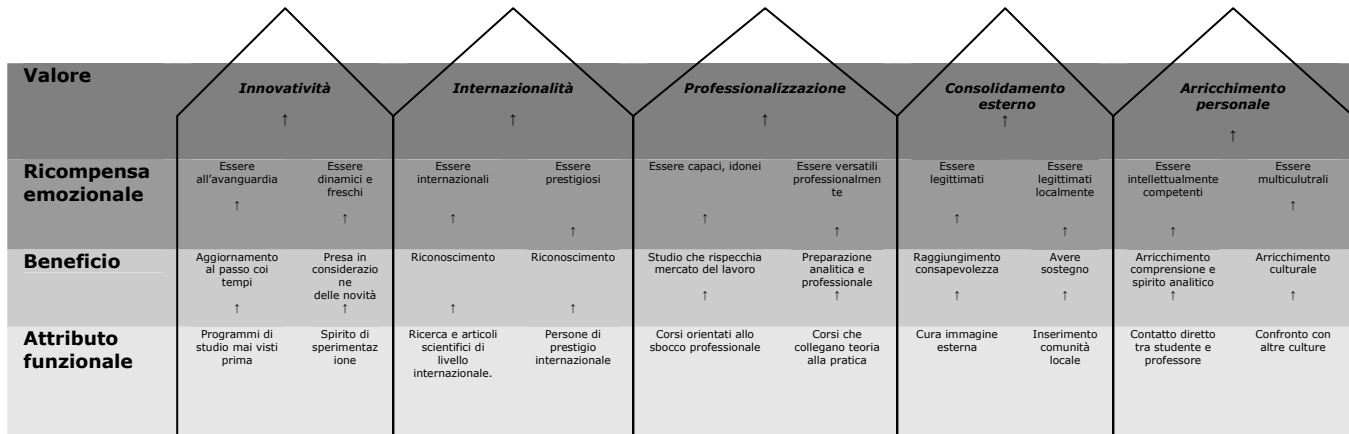 Valore
Innovatività
Internazionalità
Professionalizzazione
Consolidamento
esterno
Arricchimento
personale
↑
↑
↑
↑
↑
Ricompensa
emozionale
Essere
all'avanguardia
↑
Essere
dinamici e
freschi
↑
Essere
internazionali
↑
Essere
prestigiosi
↑
Essere capaci, idonei
↑
Essere versatili
professionalmen
te
↑
Essere
legittimati
↑
Essere
legittimati
localmente
↑
Essere
intellettualmente
competenti
↑
Essere
multiculutrali
↑
Beneficio
Aggiornamento
al passo coi
tempi
↑
Presa in
considerazio
ne
delle novità
↑
Riconoscimento
↑
Riconoscimento
↑
Studio che rispecchia
mercato del lavoro
↑
Preparazione
analitica e
professionale
↑
Raggiungimento
consapevolezza
↑
Avere
sostegno
↑
Arricchimento
comprensione e
spirito analitico
↑
Arricchimento
culturale
↑
Attributo
funzionale
Programmi di
studio mai visti
prima
Spirito di
sperimentaz
ione
Ricerca e articoli
scientifici di
livello
internazionale.
Persone di
prestigio
internazionale
Corsi orientati allo
sbocco professionale
Corsi che
collegano teoria
alla pratica
Cura immagine
esterna
Inserimento
comunità
locale
Contatto diretto
tra studente e
professore
Confronto con
altre culture